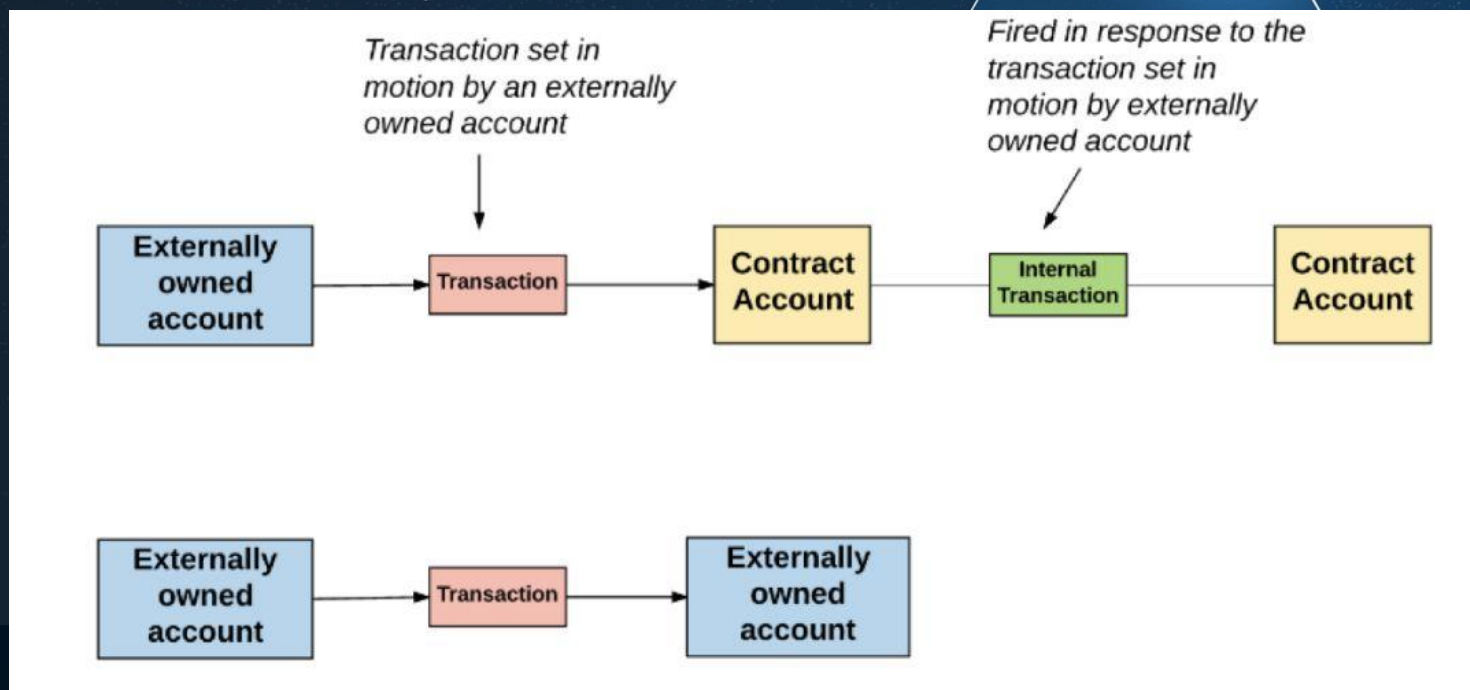 Transaction set in
motion by an externally
owned account
Fired in response to the
transaction set in
motion by externally
owned account
Externally
owned
account
Transaction
Contract
Account
Internal
Transaction
Contract
Account
Externally
owned
account
Transaction
Externally
owned
account